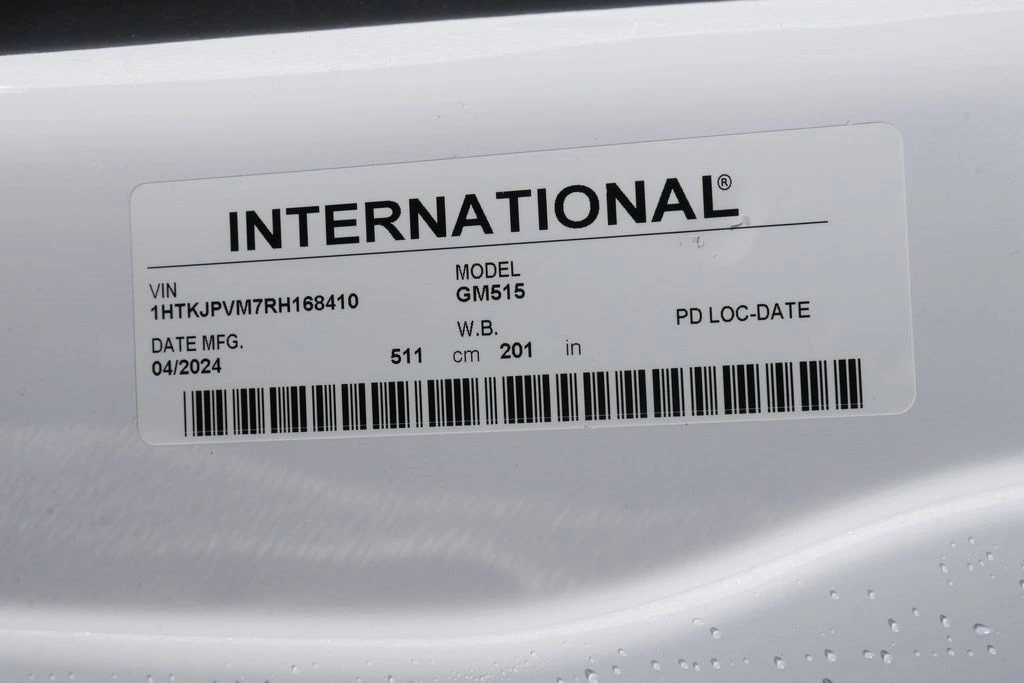 INTERNATIONAL®
VIN
1HTKJPVM7RH168410
MODEL
GM515
DATE MFG.
04/2024
W.B.
511 cm 201 in
PD LOC-DATE